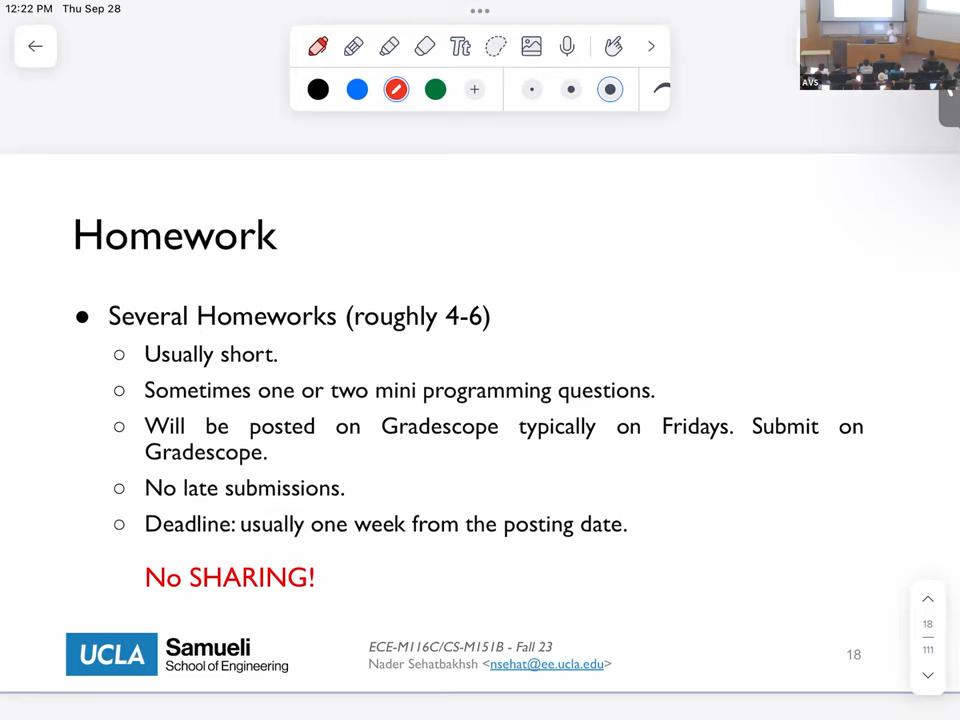 12:22 PM Thu Sep 28
Tt
AVS
Homework
● Several Homeworks (roughly 4-6)
○ Usually short.
○ Sometimes one or two mini programming questions.
○ Will be posted on Gradescope typically on Fridays. Submit on
Gradescope.
○ No late submissions.
○ Deadline: usually one week from the posting date.
No SHARING!
UCLA Samueli
School of Engineering
ECE-M116C/CS-M151B - Fall 23
Nader Sehatbakhsh <nsehat@ee.ucla.edu>
18
18
111